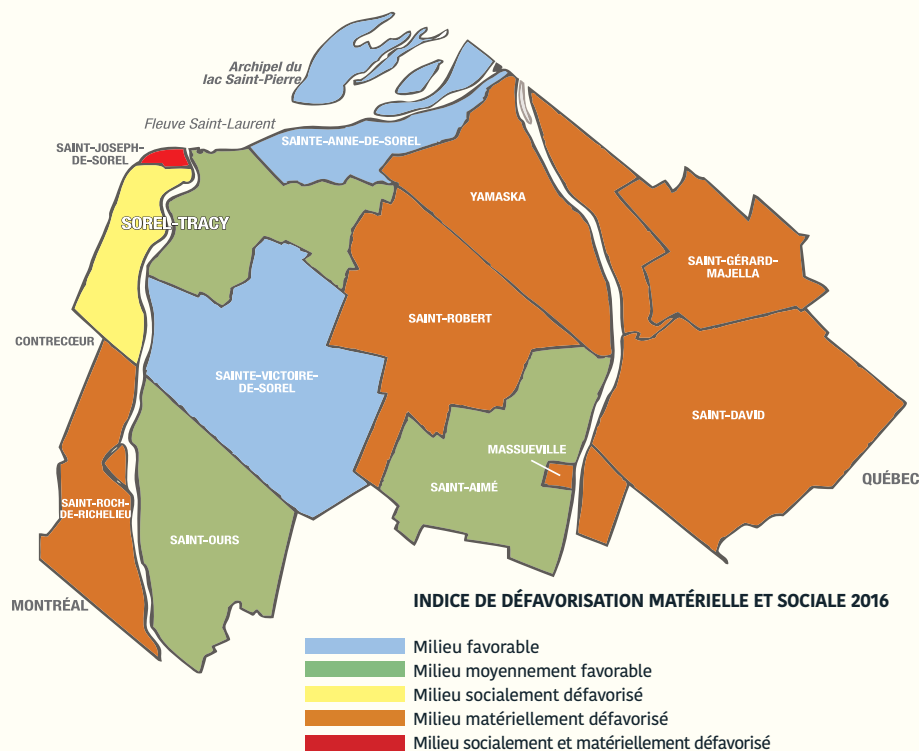 Archipel du
lac Saint-Pierre
Fleuve Saint-Laurent
SAINTE-ANNE-DE-SOREL
SAINT-JOSEPH-
DE-SOREL
YAMASKA
SOREL-TRACY
SAINT-GÉRARD-
MAJELLA
SAINT-ROBERT
CONTRECŒUR
SAINTE-VICTOIRE-
DE-SOREL
SAINT-DAVID
MASSUEVILLE
SAINT-AIMÉ
QUÉBEC
SAINT-ROCH-
DE-RICHELIEU
SAINT-OURS
MONTRÉAL
INDICE DE DÉFAVORISATION MATÉRIELLE ET SOCIALE 2016
Milieu favorable
Milieu moyennement favorable
Milieu socialement défavorisé
Milieu matériellement défavorisé
Milieu socialement et matériellement défavorisé